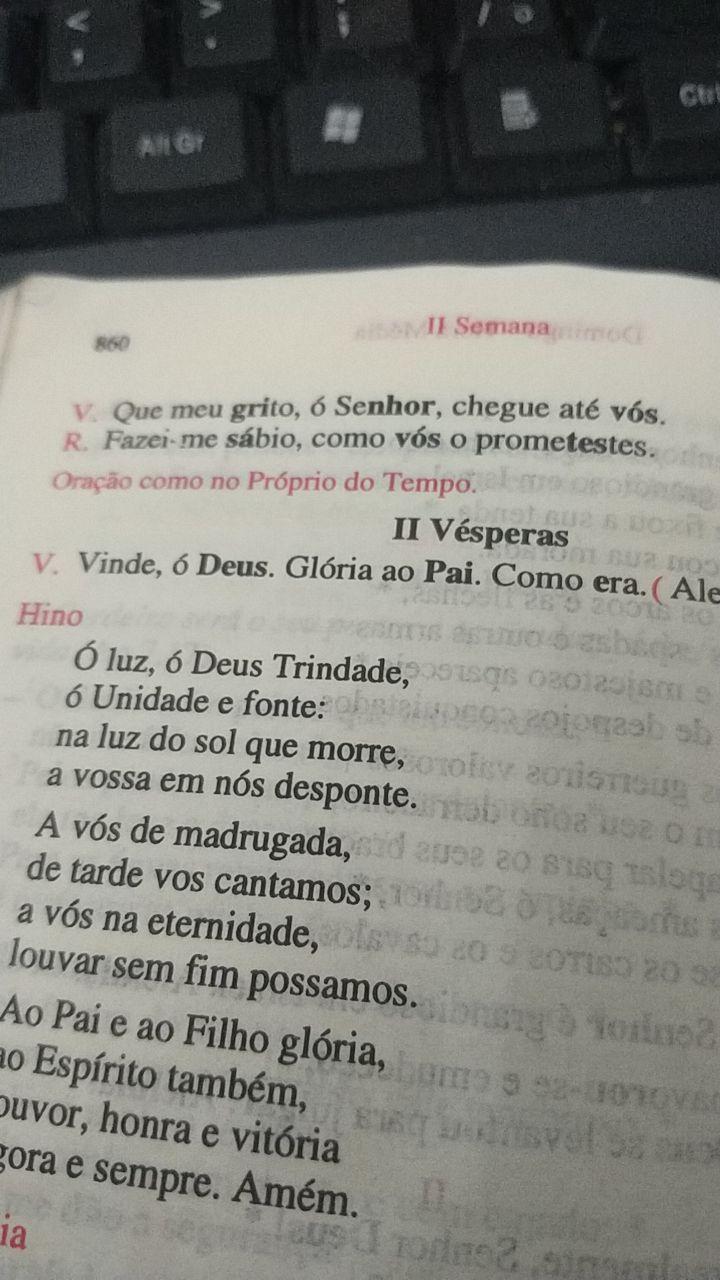 Alt Gr
Ctrl
860
II Semana
V. Que meu grito, ó Senhor, chegue até vós.
R. Fazei-me sábio, como vós o prometestes.
Oração como no Próprio do Tempo.
II Vésperas
V. Vinde, ó Deus. Glória ao Pai. Como era. ( Ale
Hino
Ó luz, ó Deus Trindade,
ó Unidade e fonte:
na luz do sol que morre,
a vossa em nós desponte.
A vós de madrugada,
de tarde vos cantamos;
a vós na eternidade,
louvar sem fim possamos.
Ao Pai e ao Filho glória,
ao Espírito também,
ouvor, honra e vitória
gora e sempre. Amém.
ia